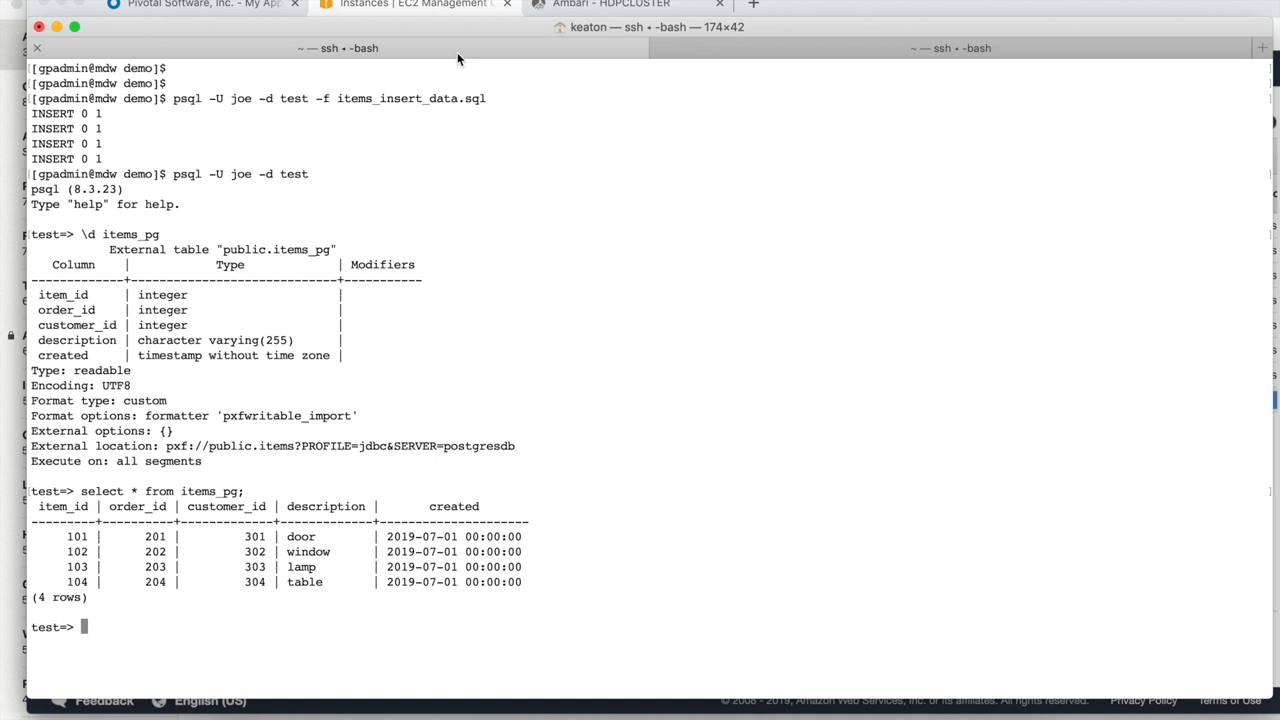 Pivotal Software, Inc. - My App
Instances | EC2 Management C
Ambari - HDPCLUSTER
keaton — ssh ◂ -bash — 174×42
~ — ssh ◂ -bash
~ — ssh ◂ -bash
[[gpadmin@mdw demo]$
[[gpadmin@mdw demo]$
[[gpadmin@mdw demo]$ psql -U joe -d test -f items_insert_data.sql
INSERT 0 1
INSERT 0 1
INSERT 0 1
INSERT 0 1
[[gpadmin@mdw demo]$ psql -U joe -d test
psql (8.3.23)
Type "help" for help.
[test=> \d items_pg
External table "public.items_pg"
Column | Type | Modifiers
-------------+-----------------------------+-----------
item_id | integer |
order_id | integer |
customer_id | integer |
description | character varying(255) |
created | timestamp without time zone |
Type: readable
Encoding: UTF8
Format type: custom
Format options: formatter 'pxfwritable_import'
External options: {}
External location: pxf://public.items?PROFILE=jdbc&SERVER=postgresdb
Execute on: all segments
[test=> select * from items_pg;
item_id | order_id | customer_id | description | created
---------+----------+-------------+-------------+---------------------
101 | 201 | 301 | door | 2019-07-01 00:00:00
102 | 202 | 302 | window | 2019-07-01 00:00:00
103 | 203 | 303 | lamp | 2019-07-01 00:00:00
104 | 204 | 304 | table | 2019-07-01 00:00:00
(4 rows)
test=>
Feedback
English (US)
© 2008 - 2019, Amazon Web Services, Inc. or its affiliates. All rights reserved.
Privacy Policy
Terms of Use